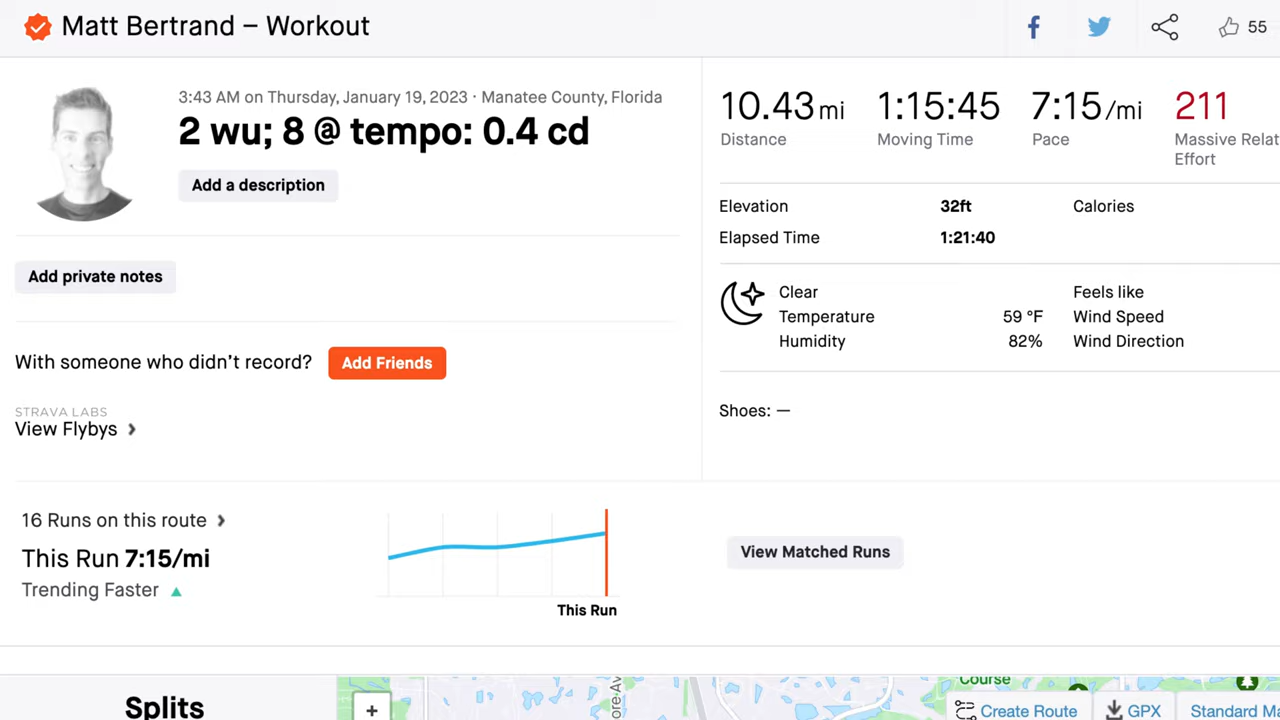 Matt Bertrand – Workout
55
3:43 AM on Thursday, January 19, 2023 · Manatee County, Florida
2 wu; 8 @ tempo: 0.4 cd
Add a description
Add private notes
With someone who didn't record? Add Friends
STRAVA LABS
View Flybys
10.43 mi 1:15:45 7:15 /mi 211
Distance Moving Time Pace Massive Relat
Effort
Elevation 32ft Calories
Elapsed Time 1:21:40
Clear Feels like
Temperature 59 °F Wind Speed
Humidity 82% Wind Direction
Shoes: —
16 Runs on this route
This Run 7:15/mi
Trending Faster
This Run
View Matched Runs
Splits
+
Course
Create Route GPX Standard Ma